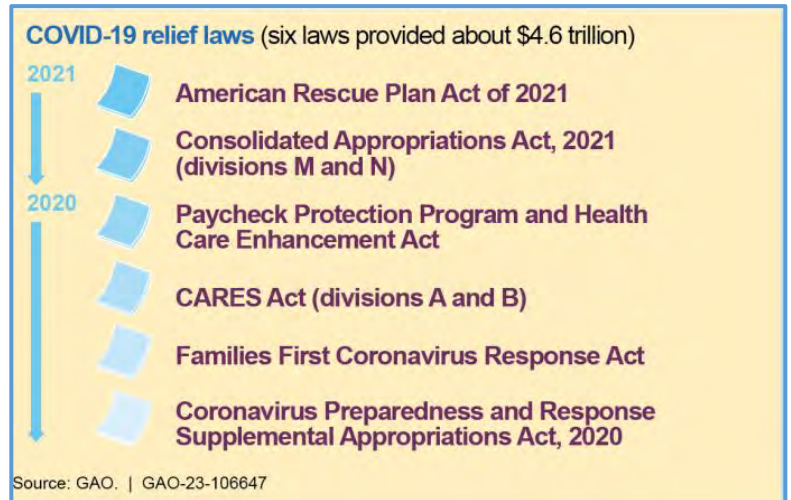 COVID-19 relief laws (six laws provided about $4.6 trillion)
2021
American Rescue Plan Act of 2021
Consolidated Appropriations Act, 2021
(divisions M and N)
2020
Paycheck Protection Program and Health
Care Enhancement Act
CARES Act (divisions A and B)
Families First Coronavirus Response Act
Coronavirus Preparedness and Response
Supplemental Appropriations Act, 2020
Source: GAO. | GAO-23-106647